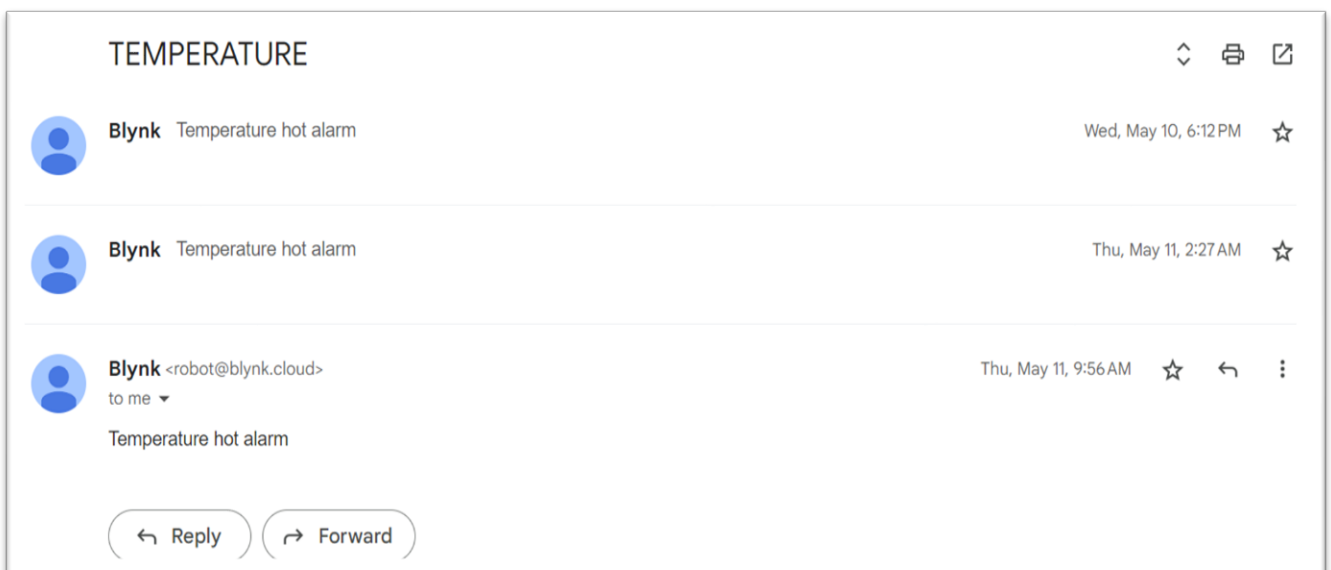 TEMPERATURE
Blynk Temperature hot alarm Wed, May 10, 6:12 PM
Blynk Temperature hot alarm Thu, May 11, 2:27 AM
Blynk <robot@blynk.cloud> Thu, May 11, 9:56 AM
to me
Temperature hot alarm
Reply Forward